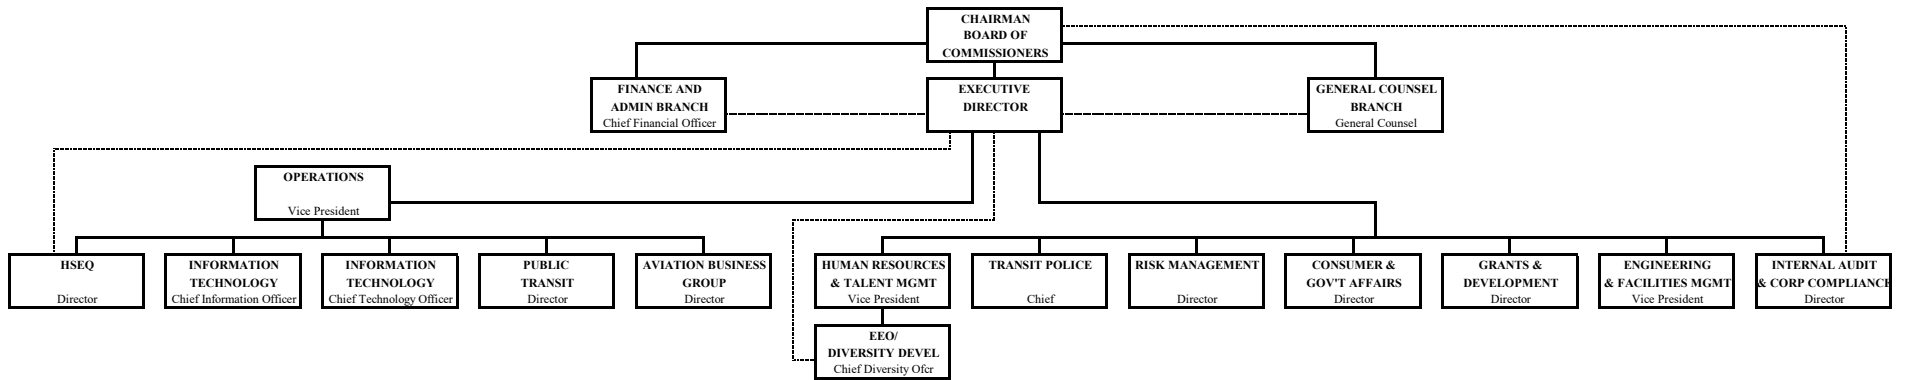 CHAIRMAN
BOARD OF
COMMISSIONERS
FINANCE AND
ADMIN BRANCH
Chief Financial Officer
EXECUTIVE
DIRECTOR
GENERAL COUNSEL
BRANCH
General Counsel
OPERATIONS
Vice President
HSEQ
Director
INFORMATION
TECHNOLOGY
Chief Information Officer
INFORMATION
TECHNOLOGY
Chief Technology Officer
PUBLIC
TRANSIT
Director
AVIATION BUSINESS
GROUP
Director
HUMAN RESOURCES
& TALENT MGMT
Vice President
TRANSIT POLICE
Chief
RISK MANAGEMENT
Director
CONSUMER &
GOV'T AFFAIRS
Director
GRANTS &
DEVELOPMENT
Director
ENGINEERING
& FACILITIES MGMT
Vice President
INTERNAL AUDIT
& CORP COMPLIANCE
Director
EEO/
DIVERSITY DEVEL
Chief Diversity Ofcr